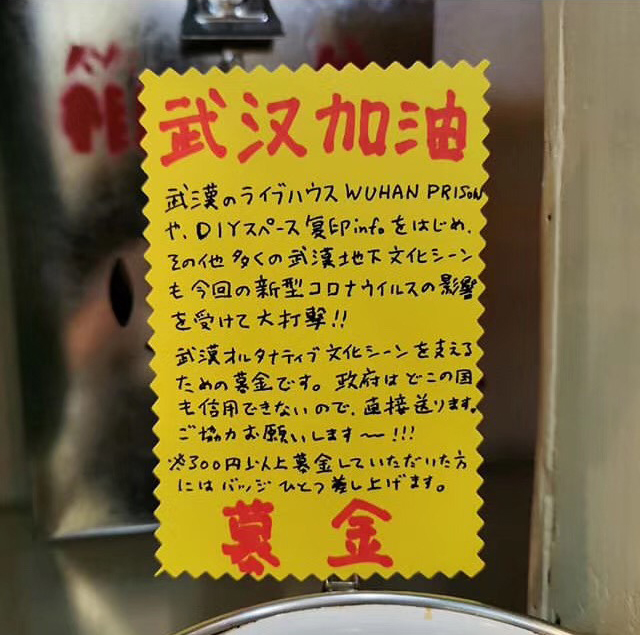 武汉加油
武漢のライブハウス WUHAN PRISON
や、DIYスペース 复印info をはじめ、
その他 多くの 武漢地下 文化シーン
も 今回の 新型コロナウイルスの 影響
を受けて 大打撃!!
武漢オルタナティブ文化シーンを支える
ための募金です。政府はどこの国
も信用できないので、直接送ります。
ご協力お願いします〜!!!
※300円以上募金していただいた方
にはバッジひとつ差し上げます。
募金